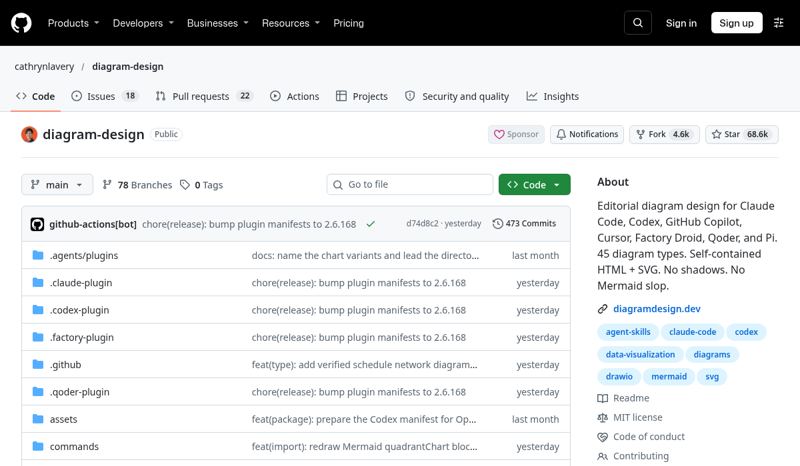 Products Developers Businesses Resources Pricing Sign in Sign up
cathrynlavery / diagram-design
Code Issues 18 Pull requests 22 Actions Projects Security and quality Insights
diagram-design Public Sponsor Notifications Fork 4.6k Star 68.6k
main 78 Branches 0 Tags Go to file Code
github-actions[bot] chore(release): bump plugin manifests to 2.6.168 d74d8c2 · yesterday 473 Commits
.agents/plugins docs: name the chart variants and lead the directo... last month
.claude-plugin chore(release): bump plugin manifests to 2.6.168 yesterday
.codex-plugin chore(release): bump plugin manifests to 2.6.168 yesterday
.factory-plugin chore(release): bump plugin manifests to 2.6.168 yesterday
.github feat(type): add verified schedule network diagram... yesterday
.qoder-plugin chore(release): bump plugin manifests to 2.6.168 yesterday
assets feat(package): prepare the Codex manifest for Op... last month
commands feat(import): redraw Mermaid quadrantChart bloc... yesterday
About
Editorial diagram design for Claude
Code, Codex, GitHub Copilot,
Cursor, Factory Droid, Qoder, and Pi.
45 diagram types. Self-contained
HTML + SVG. No shadows. No
Mermaid slop.
diagramdesign.dev
agent-skills claude-code codex
data-visualization diagrams
drawio mermaid svg
Readme
MIT license
Code of conduct
Contributing